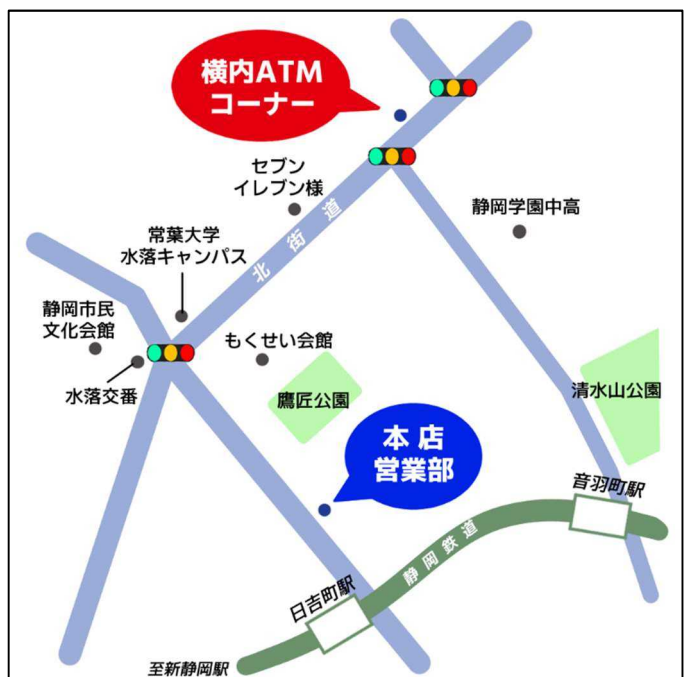 横内ATM
コーナー
セブン
イレブン様
静岡学園中高
北街道
常葉大学
水落キャンパス
静岡市民
文化会館
もくせい会館
水落交番
鷹匠公園
清水山公園
本店
営業部
音羽町駅
静岡鉄道
日吉町駅
至新静岡駅